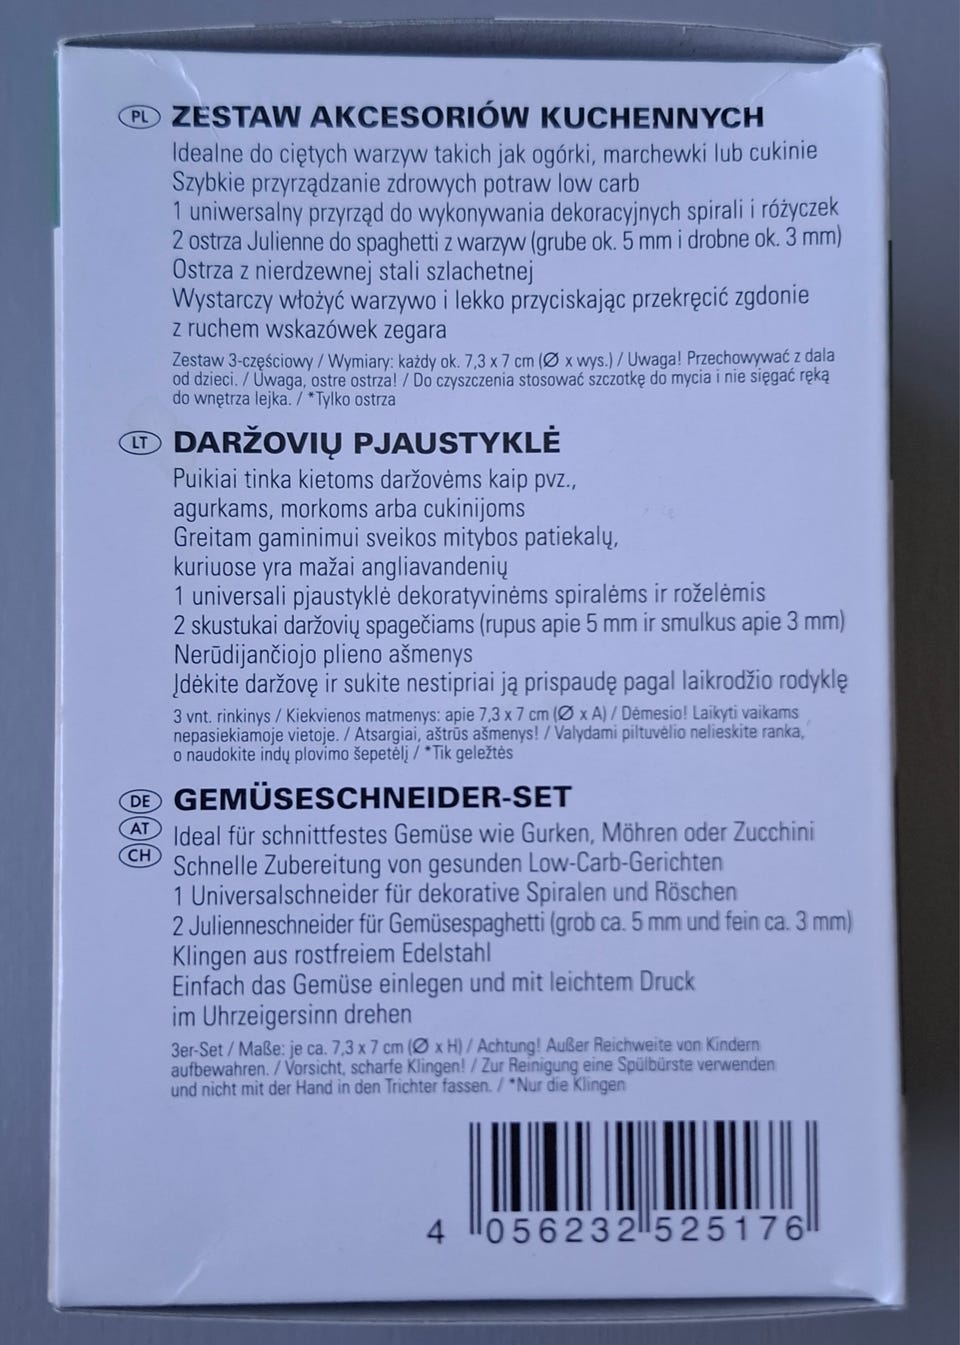 PL ZESTAW AKCESORIÓW KUCHENNYCH
Idealne do ciętych warzyw takich jak ogórki, marchewki lub cukinie
Szybkie przyrządzanie zdrowych potraw low carb
1 uniwersalny przyrząd do wykonywania dekoracyjnych spirali i różyczek
2 ostrza Julienne do spaghetti z warzyw (grube ok. 5 mm i drobne ok. 3 mm)
Ostrza z nierdzewnej stali szlachetnej
Wystarczy włożyć warzywo i lekko przyciskając przekręcić zgdonie
z ruchem wskazówek zegara
Zestaw 3-częściowy / Wymiary: każdy ok. 7,3 x 7 cm (Ø x wys.) / Uwaga! Przechowywać z dala
od dzieci. / Uwaga, ostre ostrza! / Do czyszczenia stosować szczotkę do mycia i nie sięgać ręką
do wnętrza lejka. / *Tylko ostrza
LT DARŽOVIŲ PJAUSTYKLĖ
Puikiai tinka kietoms daržovėms kaip pvz.,
agurkams, morkoms arba cukinijoms
Greitam gaminimui sveikos mitybos patiekalų,
kuriuose yra mažai angliavandenių
1 universali pjaustyklė dekoratyvinėms spiralėms ir roželėmis
2 skustukai daržovių spagečiams (rupus apie 5 mm ir smulkus apie 3 mm)
Nerūdijančiojo plieno ašmenys
Įdėkite daržovę ir sukite nestipriai ją prispaudę pagal laikrodžio rodyklę
3 vnt. rinkinys / Kiekvienos matmenys: apie 7,3 x 7 cm (Ø x A) / Dėmesio! Laikyti vaikams
nepasiekiamoje vietoje. / Atsargiai, aštrūs ašmenys! / Valydami piltuvėlio nelieskite ranka,
o naudokite indų plovimo šepetėlį / *Tik geležtės
DE GEMÜSESCHNEIDER-SET
AT Ideal für schnittfestes Gemüse wie Gurken, Möhren oder Zucchini
CH Schnelle Zubereitung von gesunden Low-Carb-Gerichten
1 Universalschneider für dekorative Spiralen und Röschen
2 Julienneschneider für Gemüsespaghetti (grob ca. 5 mm und fein ca. 3 mm)
Klingen aus rostfreiem Edelstahl
Einfach das Gemüse einlegen und mit leichtem Druck
im Uhrzeigersinn drehen
3er-Set / Maße: je ca. 7,3 x 7 cm (Ø x H) / Achtung! Außer Reichweite von Kindern
aufbewahren. / Vorsicht, scharfe Klingen! / Zur Reinigung eine Spülbürste verwenden
und nicht mit der Hand in den Trichter fassen. / *Nur die Klingen
4 056232 525176